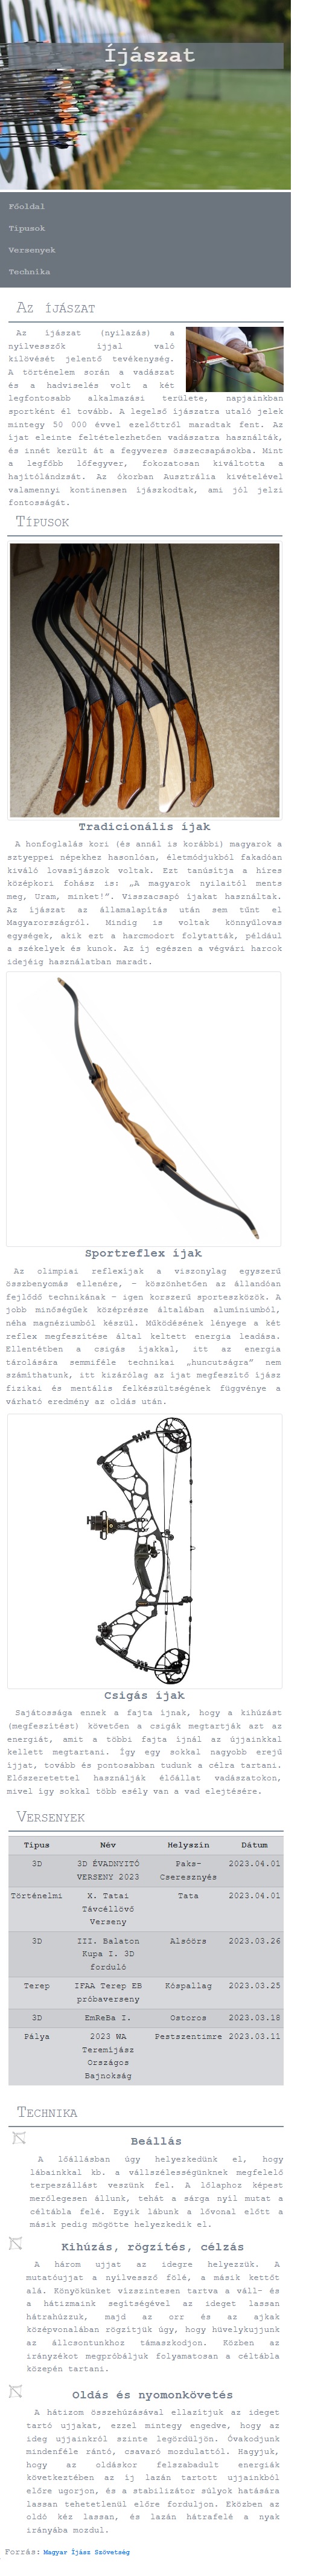 Íjászat
Főoldal
Típusok
Versenyek
Technika
Az íjászat
Az íjászat (nyilazás) a
nyílvesszők íjjal való
kilövését jelentő tevékenység.
A történelem során a vadászat
és a hadviselés volt a két
legfontosabb alkalmazási területe, napjainkban
sportként él tovább. A legelső íjászatra utaló jelek
mintegy 50 000 évvel ezelőttről maradtak fent. Az
íjat eleinte feltételezhetően vadászatra használták,
és innét került át a fegyveres összecsapásokba. Mint
a legfőbb lőfegyver, fokozatosan kiváltotta a
hajítólándzsát. Az ókorban Ausztrália kivételével
valamennyi kontinensen íjászkodtak, ami jól jelzi
fontosságát.
Típusok
Tradicionális íjak
A honfoglalás kori (és annál is korábbi) magyarok a
sztyeppei népekhez hasonlóan, életmódjukból fakadóan
kiváló lovasíjászok voltak. Ezt tanúsítja a híres
középkori fohász is: „A magyarok nyilaitól ments
meg, Uram, minket!”. Visszacsapó íjakat használtak.
Az íjászat az államalapítás után sem tűnt el
Magyarországról. Mindig is voltak könnyűlovas
egységek, akik ezt a harcmodort folytatták, például
a székelyek és kunok. Az íj egészen a végvári harcok
idejéig használatban maradt.
Sportreflex íjak
Az olimpiai reflexíjak a viszonylag egyszerű
összbenyomás ellenére, - köszönhetően az állandóan
fejlődő technikának - igen korszerű sporteszközök. A
jobb minőségűek középrésze általában alumíniumból,
néha magnéziumból készül. Működésének lényege a két
reflex megfeszítése által keltett energia leadása.
Ellentétben a csigás íjakkal, itt az energia
tárolására semmiféle technikai „huncutságra” nem
számíthatunk, itt kizárólag az íjat megfeszítő íjász
fizikai és mentális felkészültségének függvénye a
várható eredmény az oldás után.
Csigás íjak
Sajátossága ennek a fajta íjnak, hogy a kihúzást
(megfeszítést) követően a csigák megtartják azt az
energiát, amit a többi fajta íjnál az újjainkkal
kellett megtartani. Így egy sokkal nagyobb erejű
íjjat, tovább és pontosabban tudunk a célra tartani.
Előszeretettel használják élőállat vadászatokon,
mivel így sokkal több esély van a vad elejtésére.
Versenyek
Típus Név Helyszín Dátum
3D 3D ÉVADNYITÓ Paks- 2023.04.01
VERSENY 2023 Cseresznyés
Történelmi X. Tatai Tata 2023.04.01
Távcéllövő
Verseny
3D III. Balaton Alsóörs 2023.03.26
Kupa I. 3D
forduló
Terep IFAA Terep EB Kóspallag 2023.03.25
próbaverseny
3D EmReBa I. Ostoros 2023.03.18
Pálya 2023 WA Pestszentimre 2023.03.11
Teremíjász
Országos
Bajnokság
Technika
Beállás
A lőállásban úgy helyezkedünk el, hogy
lábainkkal kb. a vállszélességünknek megfelelő
terpeszállást veszünk fel. A lőlaphoz képest
merőlegesen állunk, tehát a sárga nyíl mutat a
céltábla felé. Egyik lábunk a lővonal előtt a
másik pedig mögötte helyezkedik el.
Kihúzás, rögzítés, célzás
A három ujjat az idegre helyezzük. A
mutatóujjat a nyílvessző fölé, a másik kettőt
alá. Könyökünket vízszintesen tartva a váll- és
a hátizmaink segítségével az ideget lassan
hátrahúzzuk, majd az orr és az ajkak
középvonalában rögzítjük úgy, hogy hüvelykujjunk
az állcsontunkhoz támaszkodjon. Közben az
irányzékot megpróbáljuk folyamatosan a céltábla
közepén tartani.
Oldás és nyomonkövetés
A hátizom összehúzásával ellazítjuk az ideget
tartó ujjakat, ezzel mintegy engedve, hogy az
ideg ujjainkról szinte legördüljön. Óvakodjunk
mindenféle rántó, csavaró mozdulattól. Hagyjuk,
hogy az oldáskor felszabadult energiák
következtében az íj lazán tartott ujjainkból
előre ugorjon, és a stabilizátor súlyok hatására
lassan tehetetlenül előre forduljon. Eközben az
oldó kéz lassan, és lazán hátrafelé a nyak
irányába mozdul.
Forrás: Magyar Íjász Szövetség